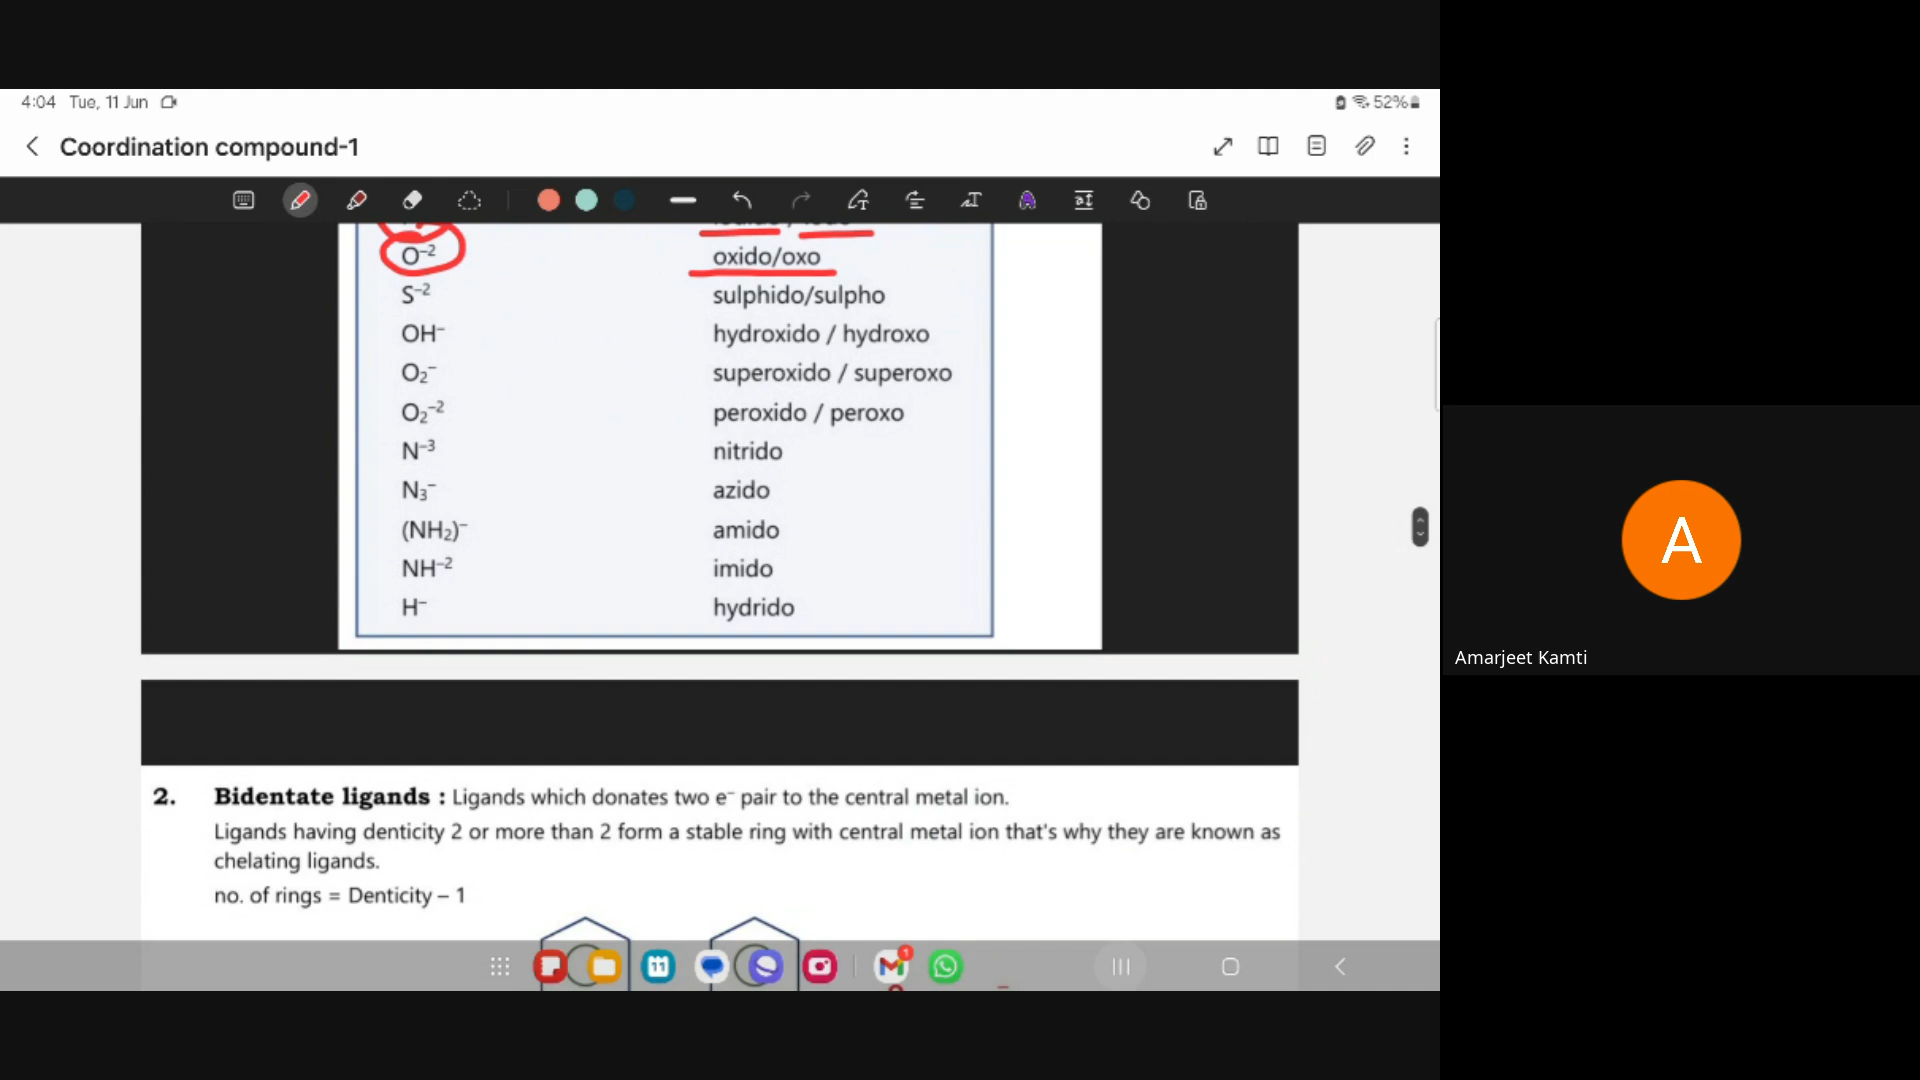 4:04 Tue, 11 Jun
52%
Coordination compound-1
O⁻² oxido/oxo
S⁻² sulphido/sulpho
OH⁻ hydroxido / hydroxo
O₂⁻ superoxido / superoxo
O₂⁻² peroxido / peroxo
N⁻³ nitrido
N₃⁻ azido
(NH₂)⁻ amido
NH⁻² imido
H⁻ hydrido
2. Bidentate ligands : Ligands which donates two e⁻ pair to the central metal ion.
Ligands having denticity 2 or more than 2 form a stable ring with central metal ion that's why they are known as
chelating ligands.
no. of rings = Denticity – 1
11
1
A
Amarjeet Kamti